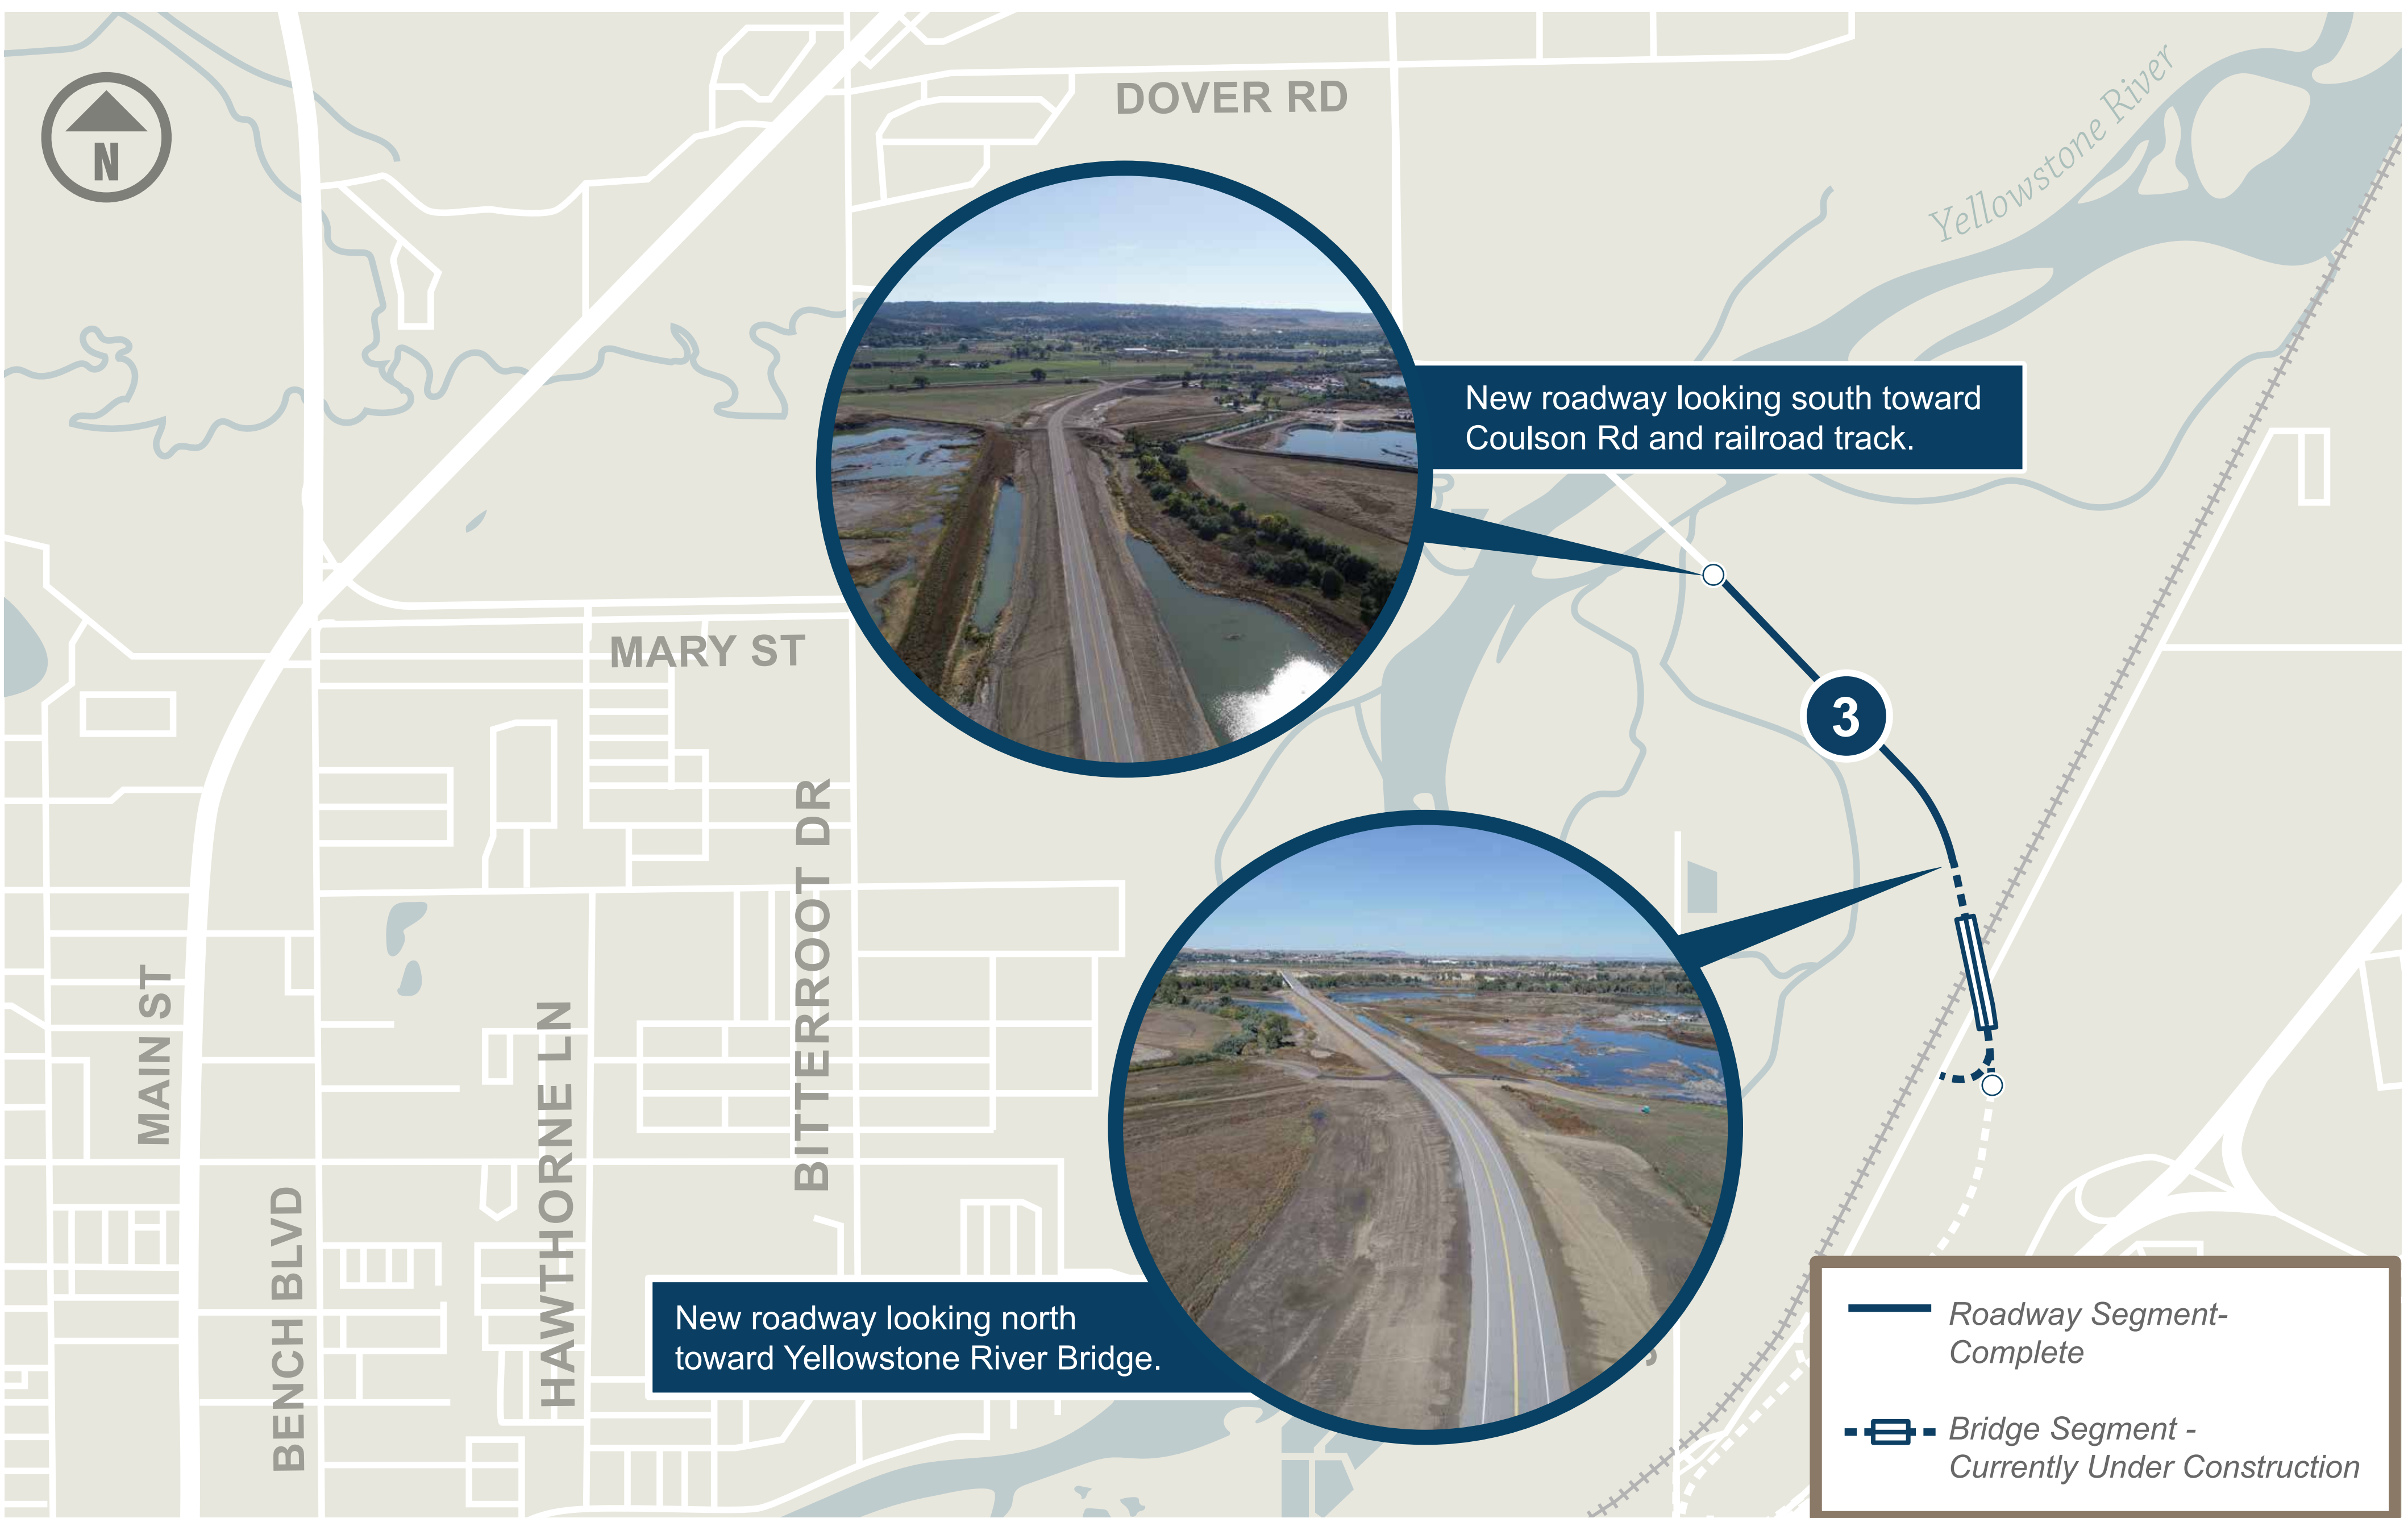 N
DOVER RD
Yellowstone River
New roadway looking south toward
Coulson Rd and railroad track.
MARY ST
3
BITTERROOT DR
MAIN ST
HAWTHORNE LN
BENCH BLVD
New roadway looking north
toward Yellowstone River Bridge.
Roadway Segment-
Complete
Bridge Segment -
Currently Under Construction